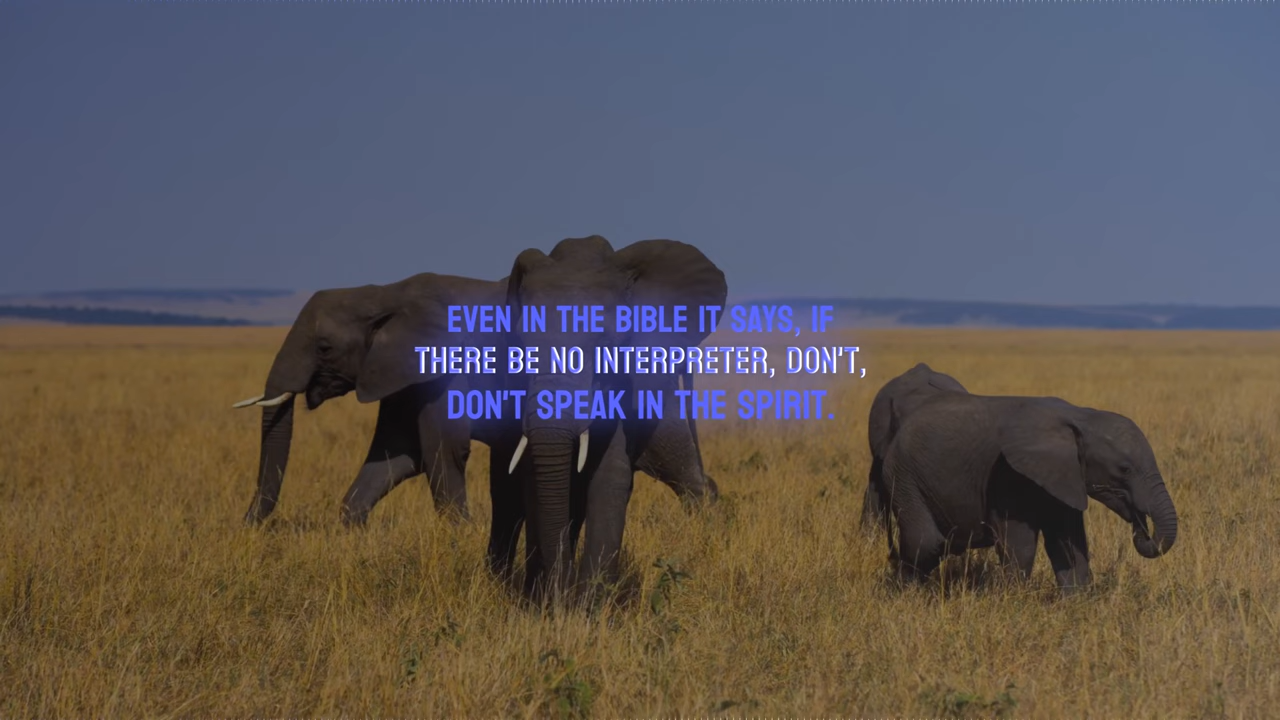 EVEN IN THE BIBLE IT SAYS, IF
THERE BE NO INTERPRETER, DON'T,
DON'T SPEAK IN THE SPIRIT.